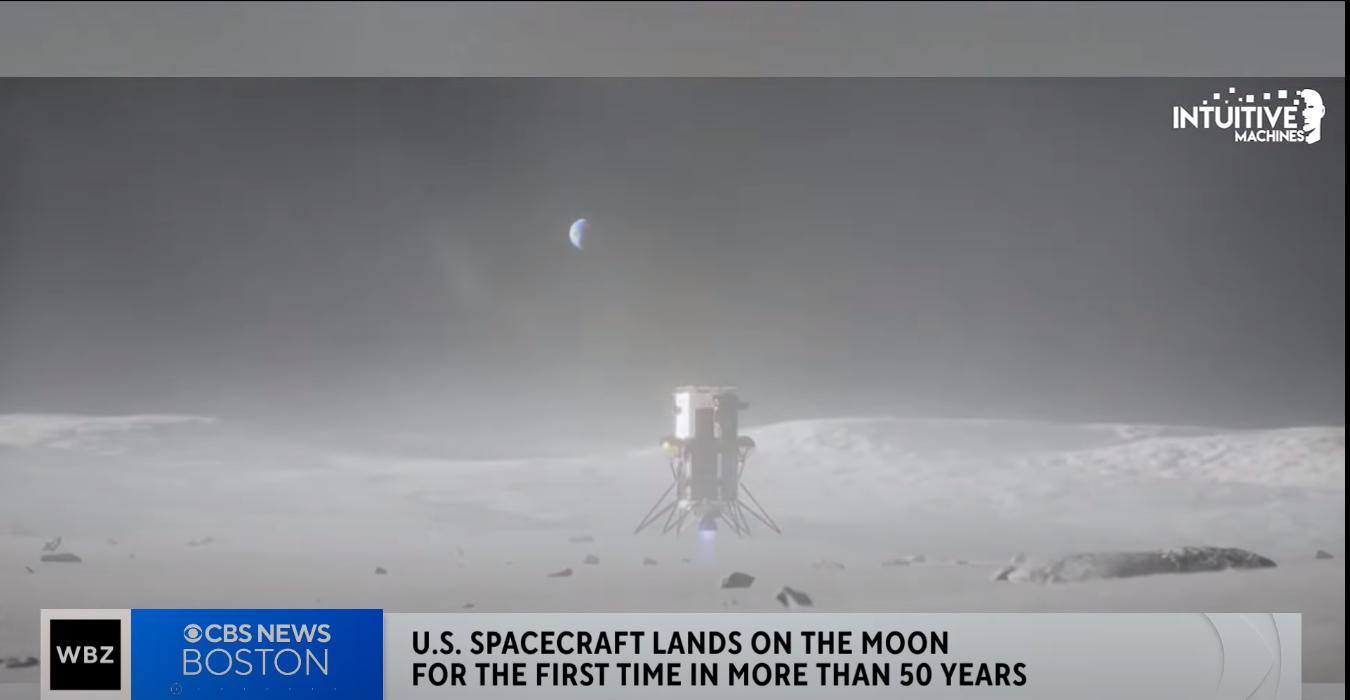 INTUITIVE
MACHINES
WBZ
CBS NEWS
BOSTON
U.S. SPACECRAFT LANDS ON THE MOON
FOR THE FIRST TIME IN MORE THAN 50 YEARS